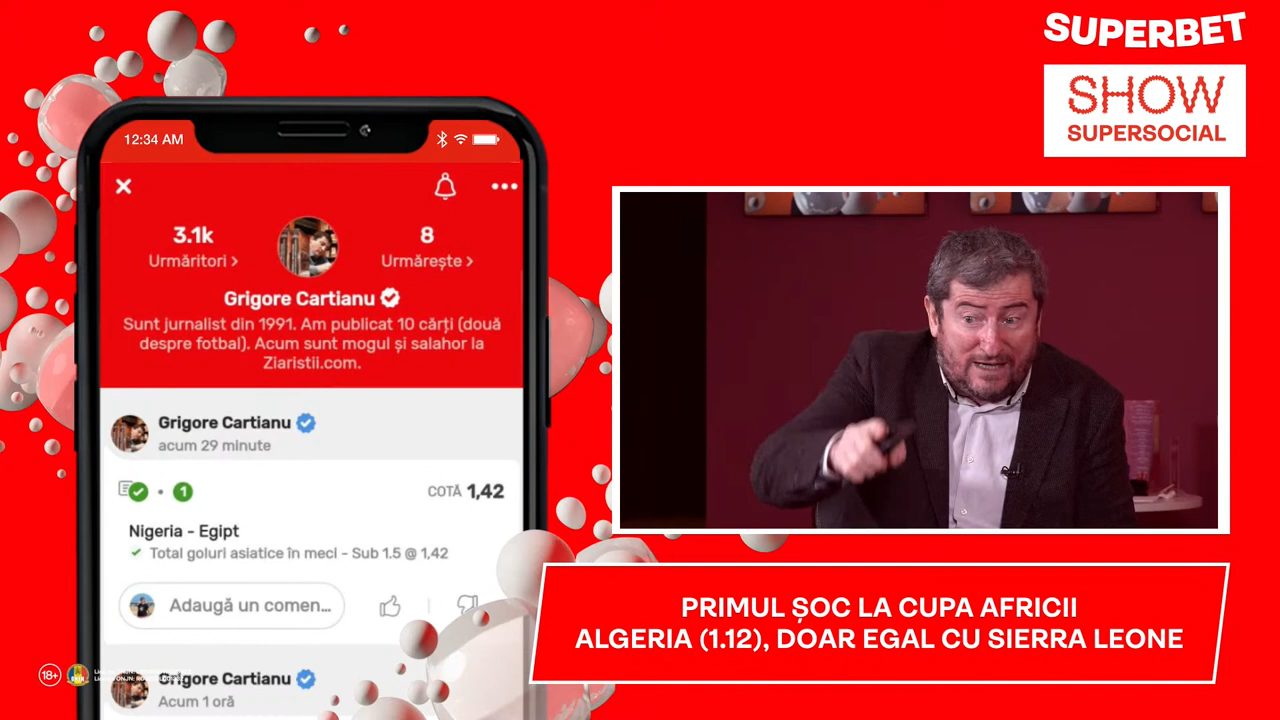 SUPERBET
SHOW
SUPERSOCIAL
12:34 AM
3.1k
Urmăritori >
8
Urmărește >
Grigore Cartianu
Sunt jurnalist din 1991. Am publicat 10 cărți (două
despre fotbal). Acum sunt mogul și salahor la
Ziaristii.com.
Grigore Cartianu
acum 29 minute
1
COTĂ 1,42
Nigeria - Egipt
Total goluri asiatice în meci - Sub 1.5 @ 1,42
Adaugă un comen...
Grigore Cartianu
Acum 1 oră
18+
PRIMUL ȘOC LA CUPA AFRICII
ALGERIA (1.12), DOAR EGAL CU SIERRA LEONE